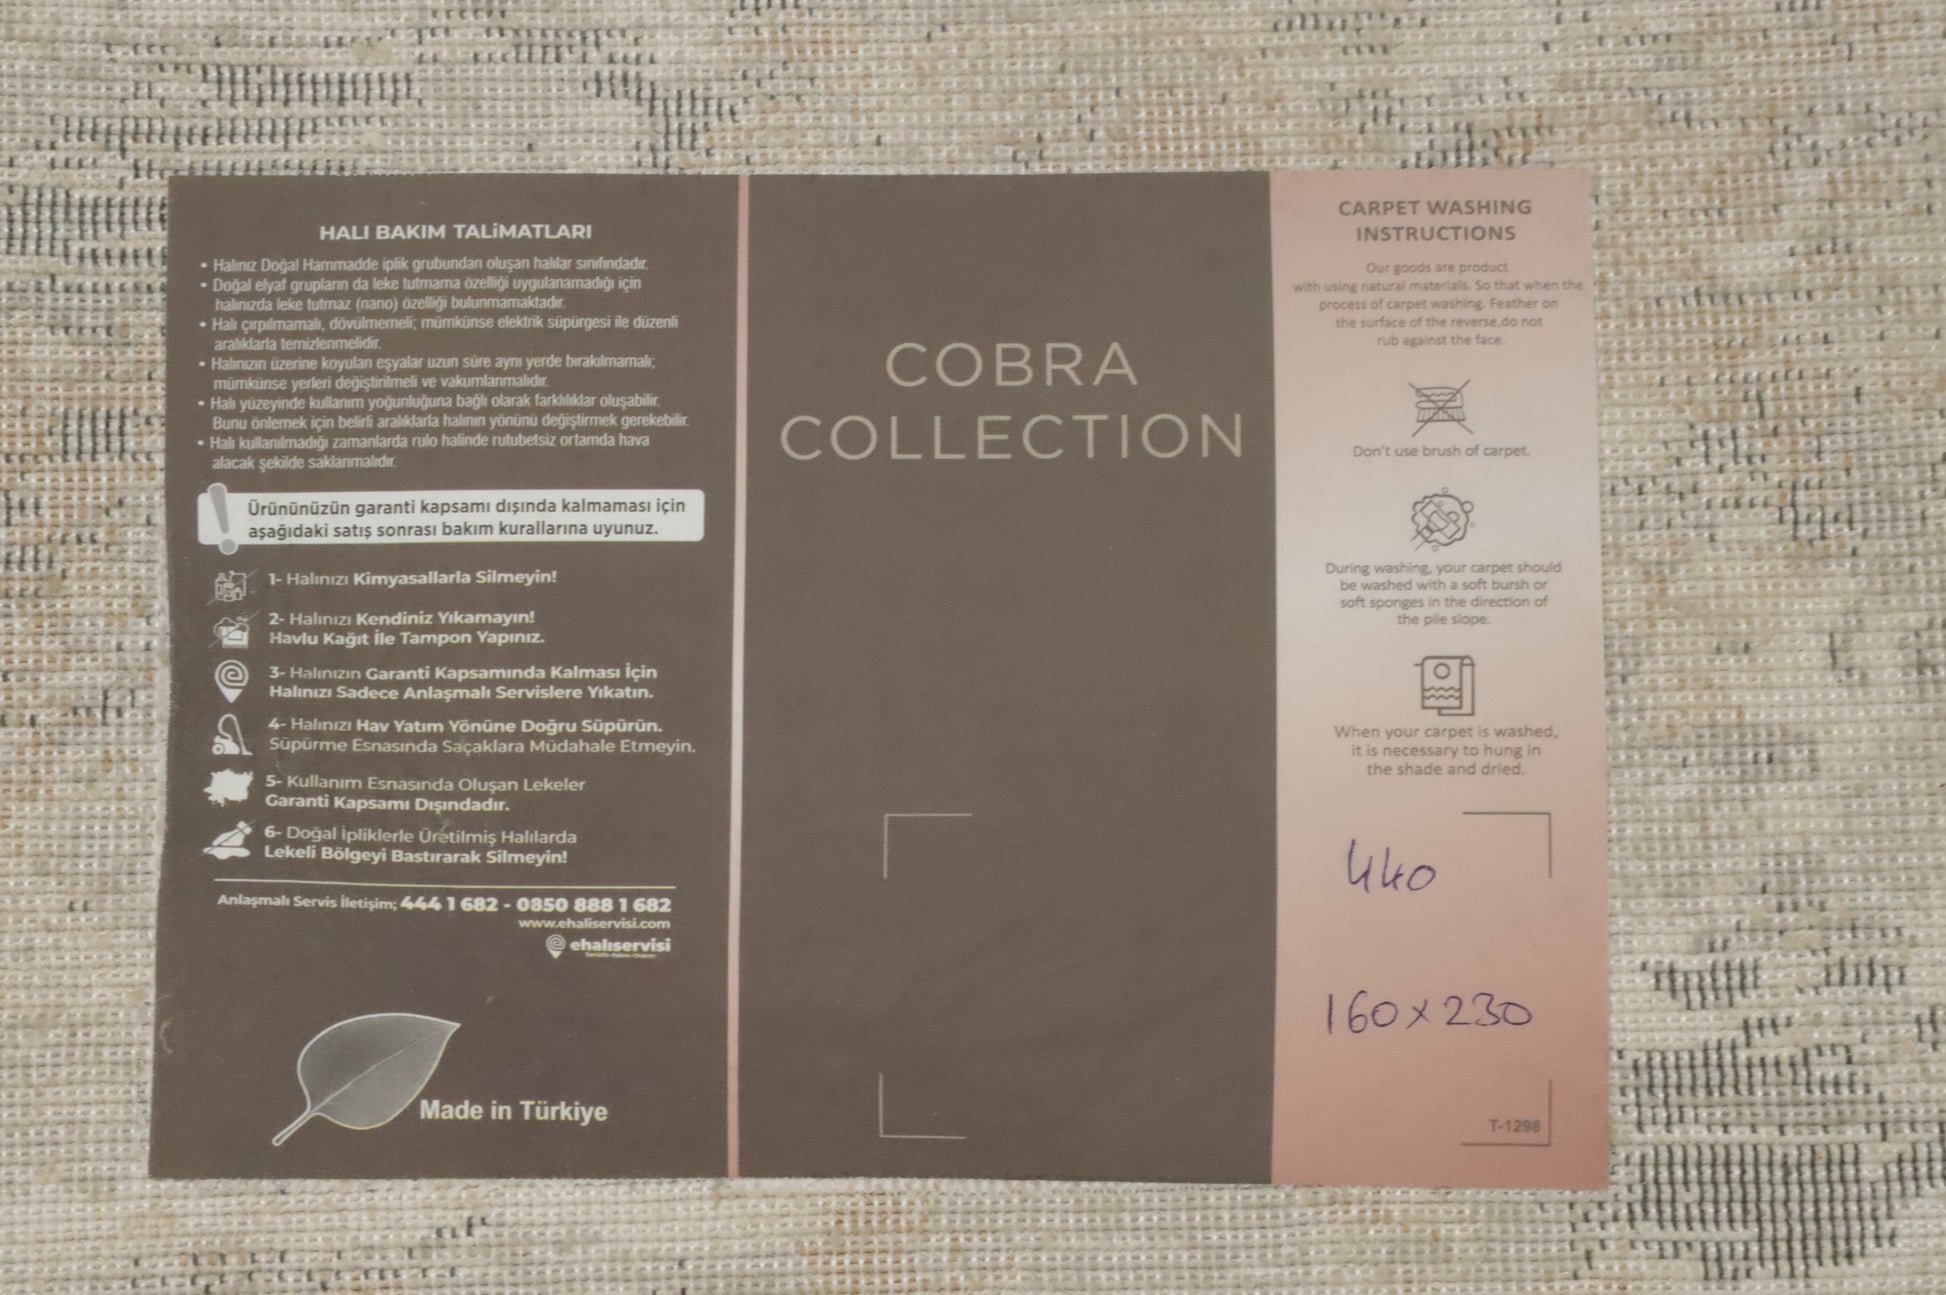 HALI BAKIM TALİMATLARI
• Halınız Doğal Hammadde iplik grubundan oluşan halılar sınıfındadır.
• Doğal elyaf grupların da leke tutmama özelliği uygulanamadığı için
halınızda leke tutmaz (nano) özelliği bulunmamaktadır.
• Halı çırpılmamalı, dövülmemeli; mümkünse elektrik süpürgesi ile düzenli
aralıklarla temizlenmelidir.
• Halınızın üzerine koyulan eşyalar uzun süre aynı yerde bırakılmamalı;
mümkünse yerleri değiştirilmeli ve vakumlanmalıdır.
• Halı yüzeyinde kullanım yoğunluğuna bağlı olarak farklılıklar oluşabilir.
Bunu önlemek için belirli aralıklarla halının yönünü değiştirmek gerekebilir.
• Halı kullanılmadığı zamanlarda rulo halinde rutubetsiz ortamda hava
alacak şekilde saklanmalıdır.
Ürününüzün garanti kapsamı dışında kalmaması için
aşağıdaki satış sonrası bakım kurallarına uyunuz.
1- Halınızı Kimyasallarla Silmeyin!
2- Halınızı Kendiniz Yıkamayın!
Havlu Kağıt İle Tampon Yapınız.
3- Halınızın Garanti Kapsamında Kalması İçin
Halınızı Sadece Anlaşmalı Servislere Yıkatın.
4- Halınızı Hav Yatım Yönüne Doğru Süpürün.
Süpürme Esnasında Saçaklara Müdahale Etmeyin.
5- Kullanım Esnasında Oluşan Lekeler
Garanti Kapsamı Dışındadır.
6- Doğal İpliklerle Üretilmiş Halılarda
Lekeli Bölgeyi Bastırarak Silmeyin!
Anlaşmalı Servis İletişim; 444 1 682 - 0850 888 1 682
www.ehaliservisi.com
ehalıservisi
Made in Türkiye
COBRA
COLLECTION
CARPET WASHING
INSTRUCTIONS
Our goods are product
with using natural materials. So that when the
process of carpet washing. Feather on
the surface of the reverse,do not
rub against the face.
Don't use brush of carpet.
During washing, your carpet should
be washed with a soft bursh or
soft sponges in the direction of
the pile slope.
When your carpet is washed,
it is necessary to hung in
the shade and dried.
440
160x230
T-1298